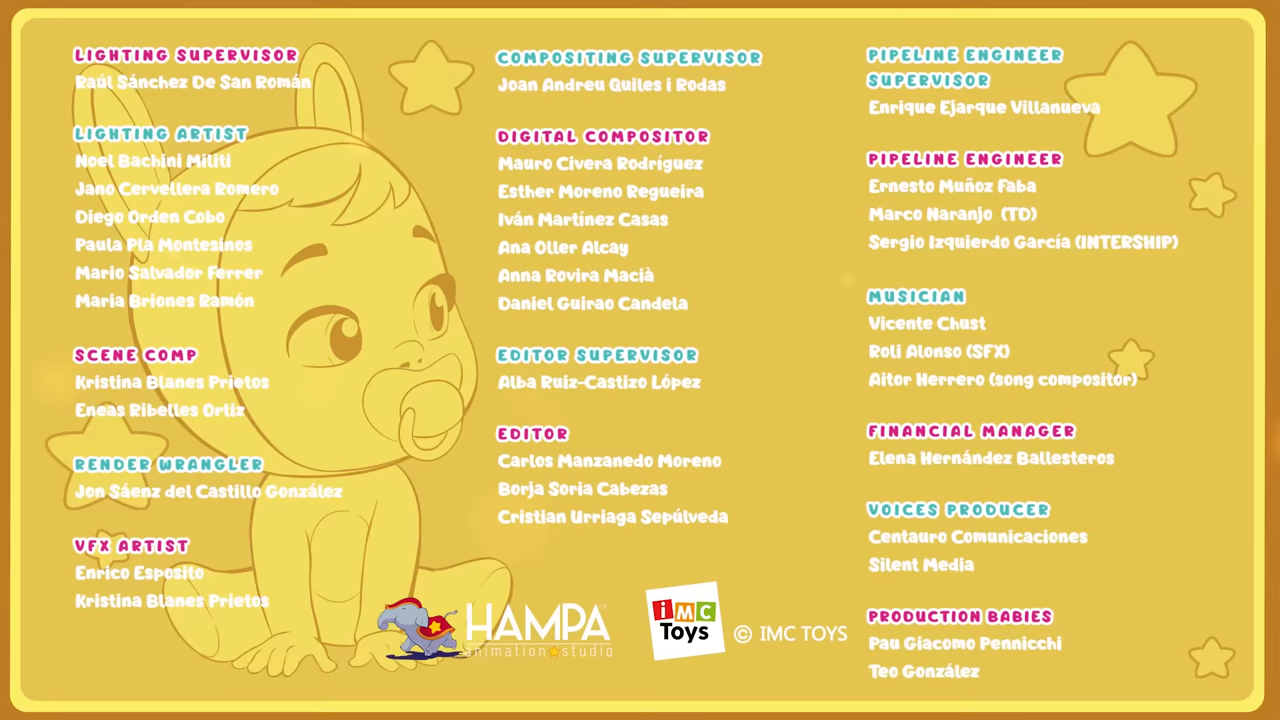 LIGHTING SUPERVISOR
Raúl Sánchez De San Román
LIGHTING ARTIST
Noel Bachini Militi
Jano Cervellera Romero
Diego Orden Cobo
Paula Pla Montesinos
Mario Salvador Ferrer
Maria Briones Ramón
SCENE COMP
Kristina Blanes Prietos
Eneas Ribelles Ortiz
RENDER WRANGLER
Jon Sáenz del Castillo González
VFX ARTIST
Enrico Esposito
Kristina Blanes Prietos
COMPOSITING SUPERVISOR
Joan Andreu Quiles i Rodas
DIGITAL COMPOSITOR
Mauro Civera Rodríguez
Esther Moreno Regueira
Iván Martínez Casas
Ana Oller Alcay
Anna Rovira Macià
Daniel Guirao Candela
EDITOR SUPERVISOR
Alba Ruiz-Castizo López
EDITOR
Carlos Manzanedo Moreno
Borja Soria Cabezas
Cristian Urriaga Sepúlveda
HAMPA
animation studio
iMC
Toys
© IMC TOYS
PIPELINE ENGINEER
SUPERVISOR
Enrique Ejarque Villanueva
PIPELINE ENGINEER
Ernesto Muñoz Faba
Marco Naranjo (TD)
Sergio Izquierdo García (INTERSHIP)
MUSICIAN
Vicente Chust
Roli Alonso (SFX)
Aitor Herrero (song compositor)
FINANCIAL MANAGER
Elena Hernández Ballesteros
VOICES PRODUCER
Centauro Comunicaciones
Silent Media
PRODUCTION BABIES
Pau Giacomo Pennicchi
Teo González